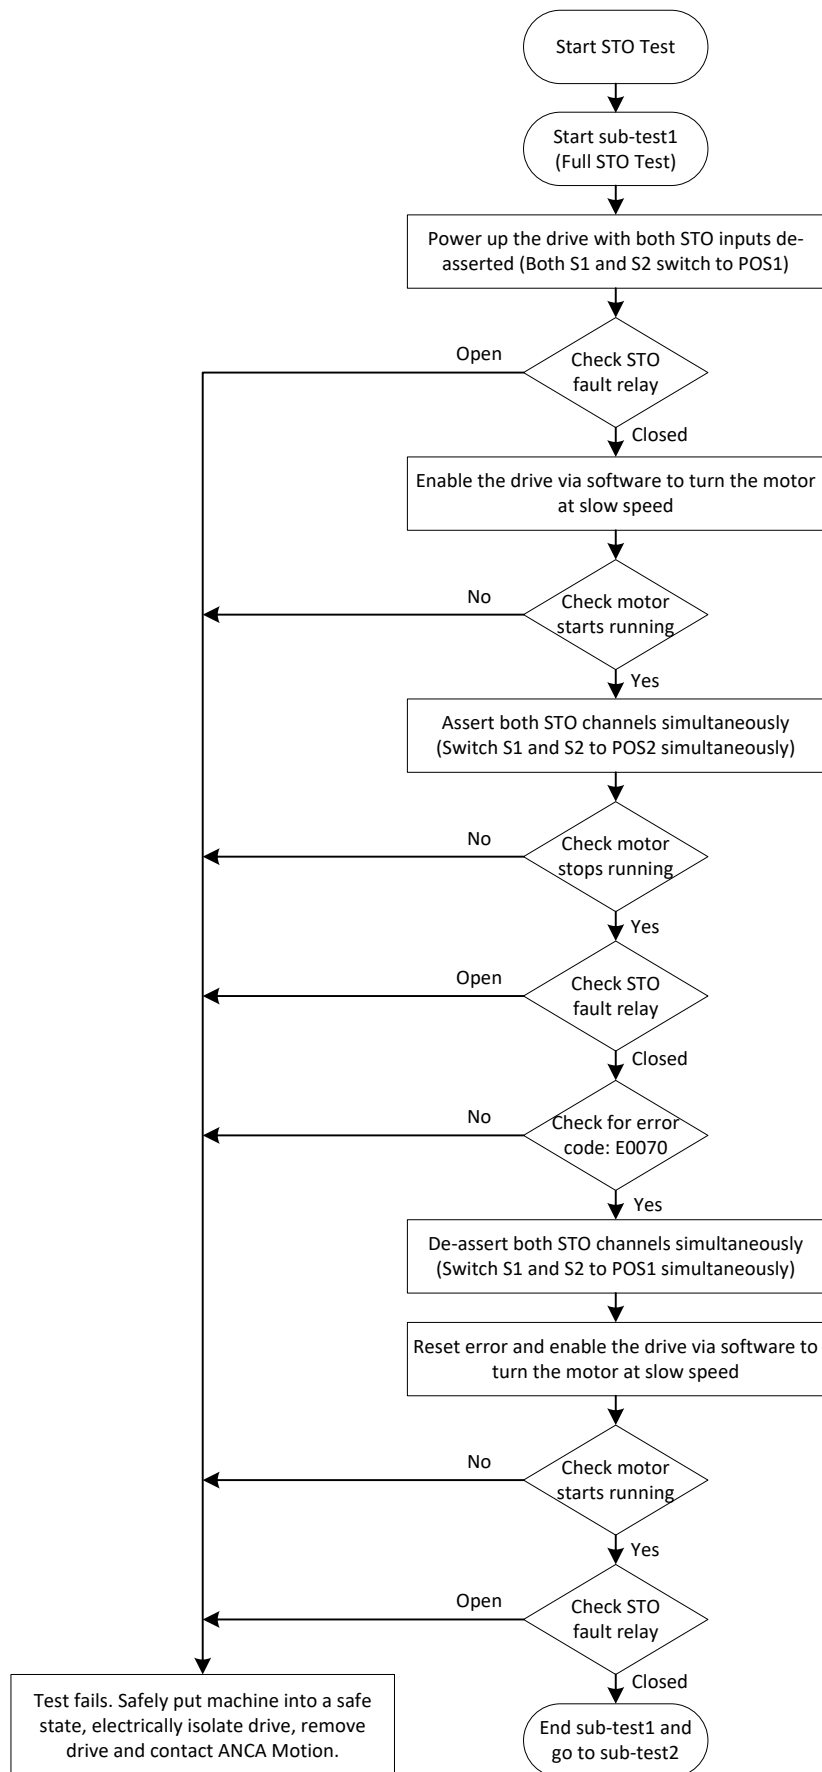 Start STO Test
Start sub-test1
(Full STO Test)
Power up the drive with both STO inputs de-
asserted (Both S1 and S2 switch to POS1)
Open
Check STO
fault relay
Closed
Enable the drive via software to turn the motor
at slow speed
No
Check motor
starts running
Yes
Assert both STO channels simultaneously
(Switch S1 and S2 to POS2 simultaneously)
No
Check motor
stops running
Yes
Open
Check STO
fault relay
Closed
No
Check for error
code: E0070
Yes
De-assert both STO channels simultaneously
(Switch S1 and S2 to POS1 simultaneously)
Reset error and enable the drive via software to
turn the motor at slow speed
No
Check motor
starts running
Yes
Open
Check STO
fault relay
Closed
Test fails. Safely put machine into a safe
state, electrically isolate drive, remove
drive and contact ANCA Motion.
End sub-test1 and
go to sub-test2